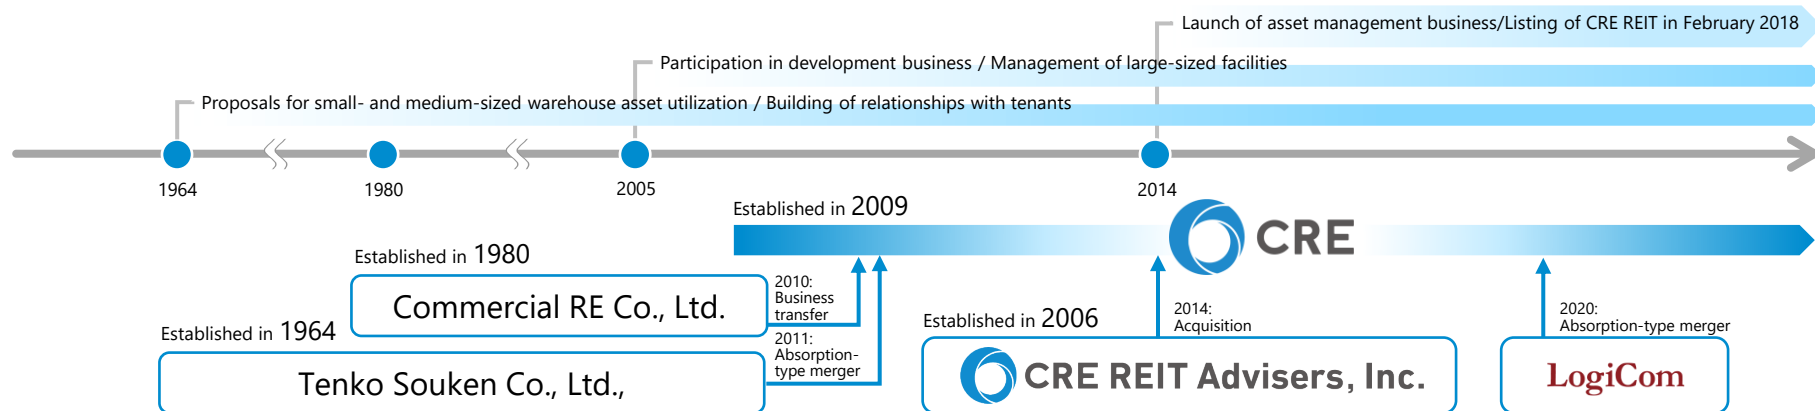 Launch of asset management business/Listing of CRE REIT in February 2018
Participation in development business / Management of large-sized facilities
Proposals for small- and medium-sized warehouse asset utilization / Building of relationships with tenants
1964
1980
2005
2014
Established in 2009
CRE
Established in 1980
Commercial RE Co., Ltd.
2010:
Business
transfer
Established in 1964
Tenko Souken Co., Ltd.,
2011:
Absorption-
type merger
Established in 2006
2014:
Acquisition
CRE REIT Advisers, Inc.
2020:
Absorption-type merger
LogiCom